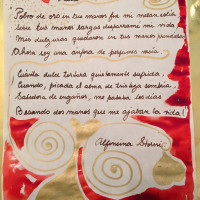 "Polvo de oro en tus manos fue mi melancolía
Sobre tus manos largas desparramé mi vida
Mis dulzuras quedaron en tus manos prendidas
Ahora soy una ánfora de perfumes vacía.
Cuánta dulce tortura quietamente sufrida
Cuando, picada el alma de tristeza sombría,
Sabedora de engaños, me pasaba los días
Besando dos manos que me ajaban la vida!"
Alfonsina Storni